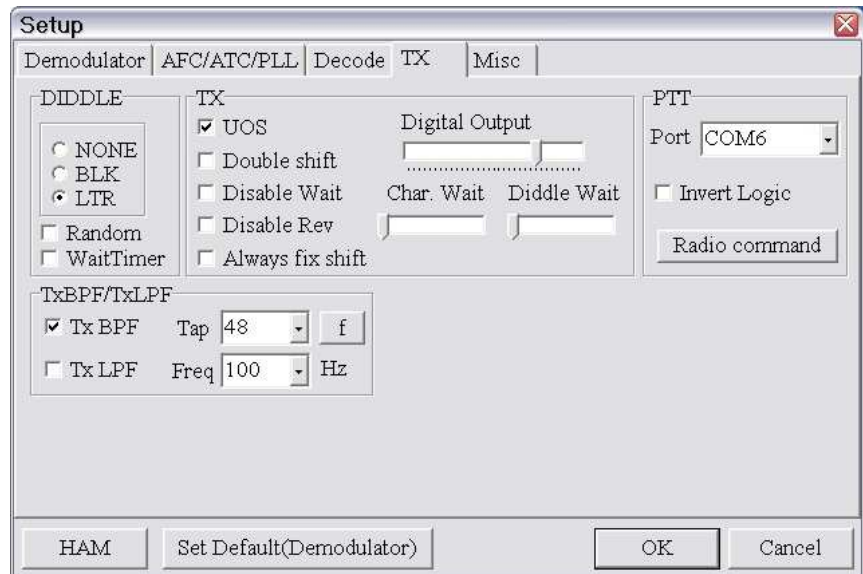 Setup
Demodulator AFC/ATC/PLL Decode TX Misc
DIDDLE
NONE
BLK
LTR
Random
WaitTimer
TX
UOS
Double shift
Disable Wait
Disable Rev
Always fix shift
Digital Output
Char. Wait Diddle Wait
PTT
Port COM6
Invert Logic
Radio command
TxBPF/TxLPF
Tx BPF Tap 48 f
Tx LPF Freq 100 Hz
HAM Set Default(Demodulator) OK Cancel